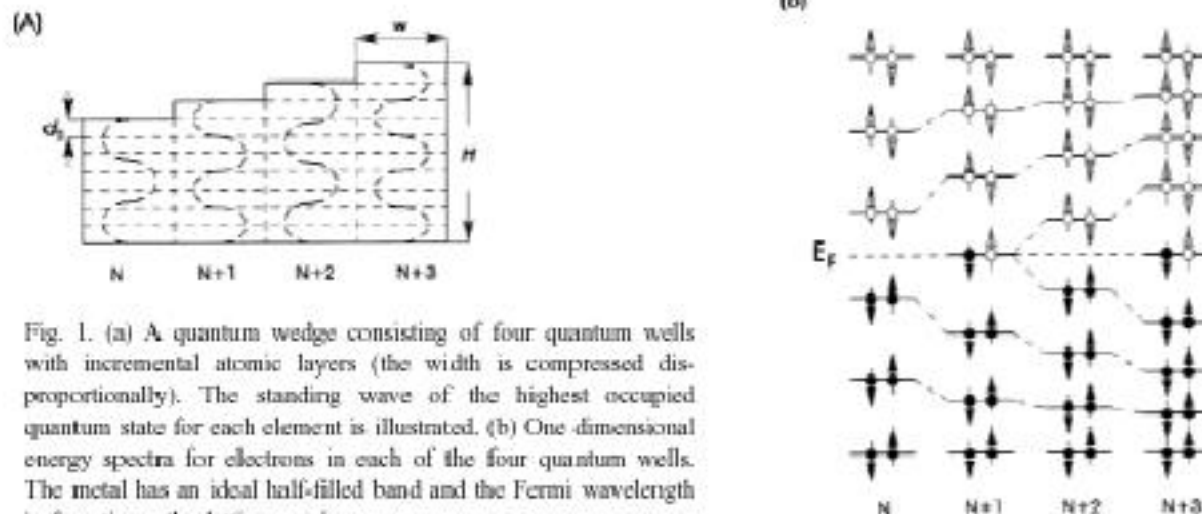 (A)
w
d₀
H
N N+1 N+2 N+3
Fig. 1. (a) A quantum wedge consisting of four quantum wells
with incremental atomic layers (the width is compressed dis-
proportionally). The standing wave of the highest occupied
quantum state for each element is illustrated. (b) One-dimensional
energy spectra for electrons in each of the four quantum wells.
The metal has an ideal half-filled band and the Fermi wavelength
(B)
E_F
N N+1 N+2 N+3